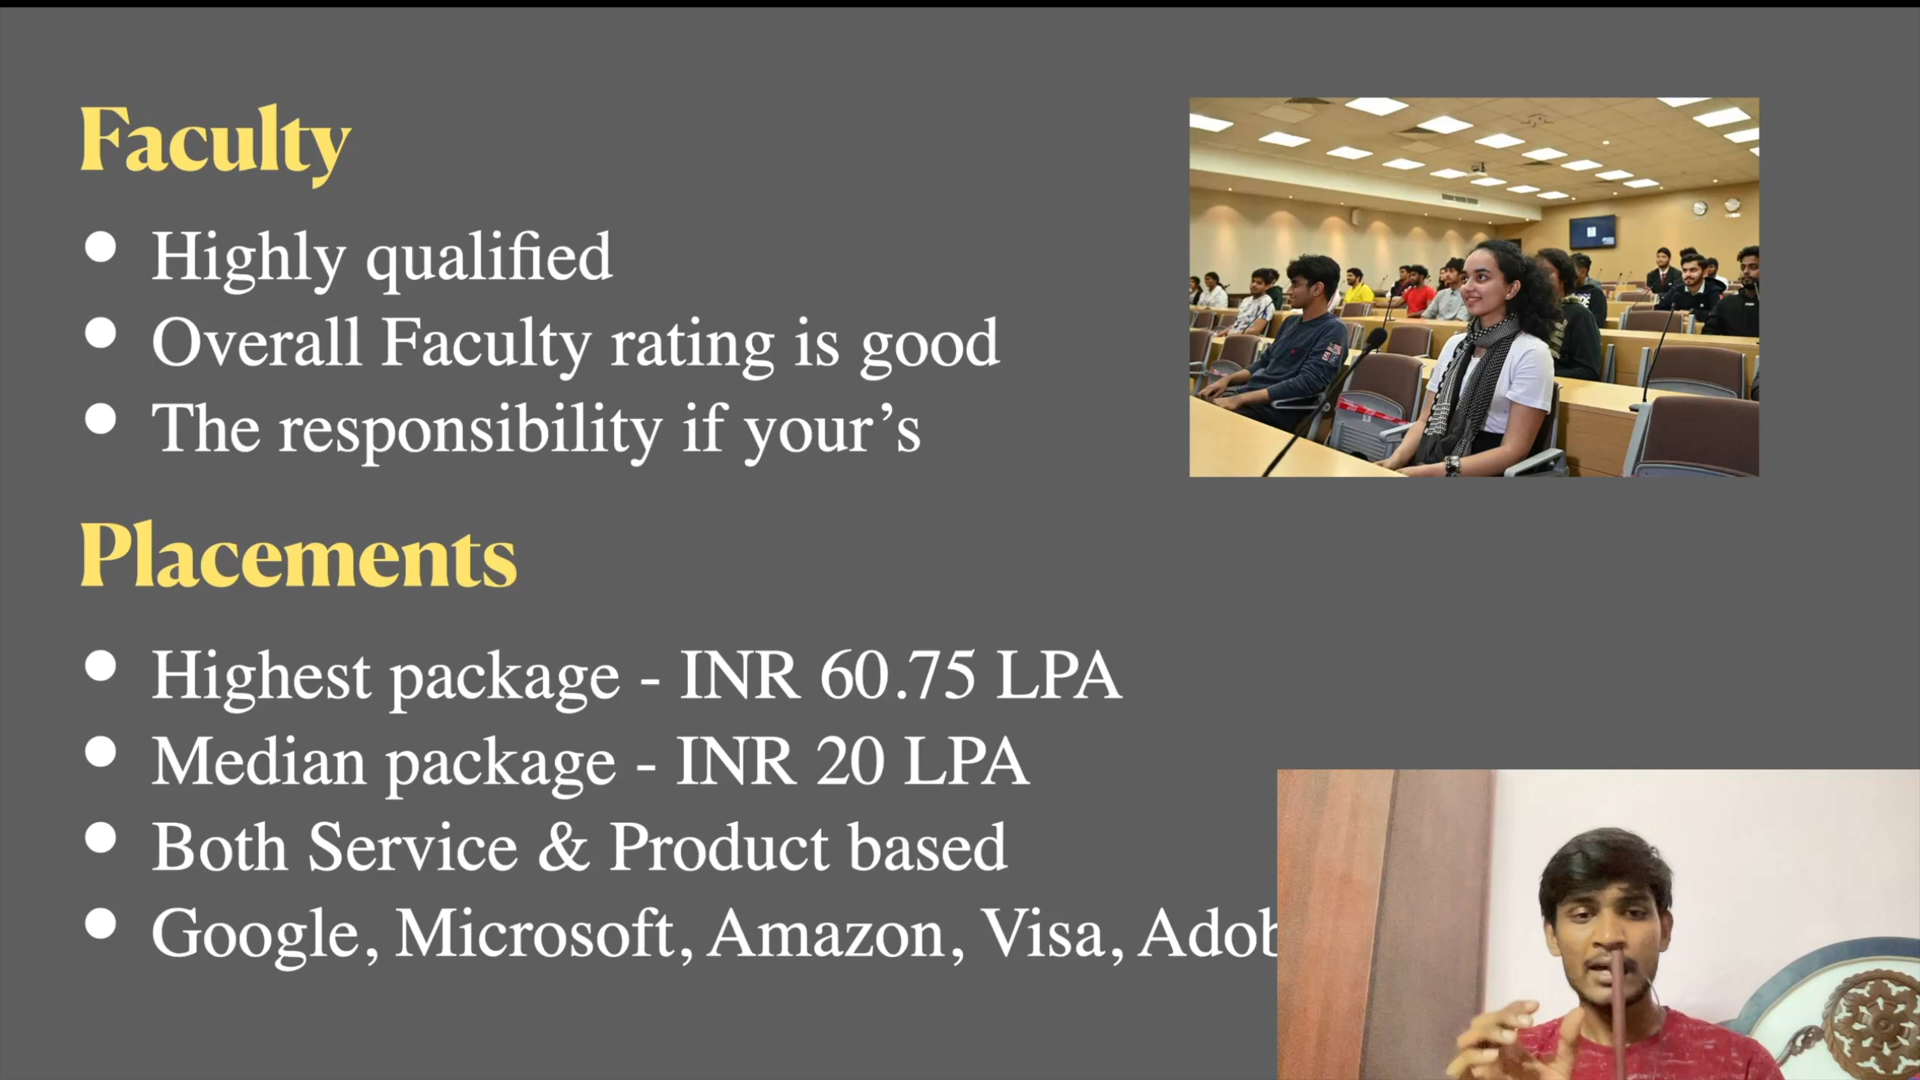 Faculty
Highly qualified
Overall Faculty rating is good
The responsibility if your’s
Placements
Highest package - INR 60.75 LPA
Median package - INR 20 LPA
Both Service & Product based
Google, Microsoft, Amazon, Visa,